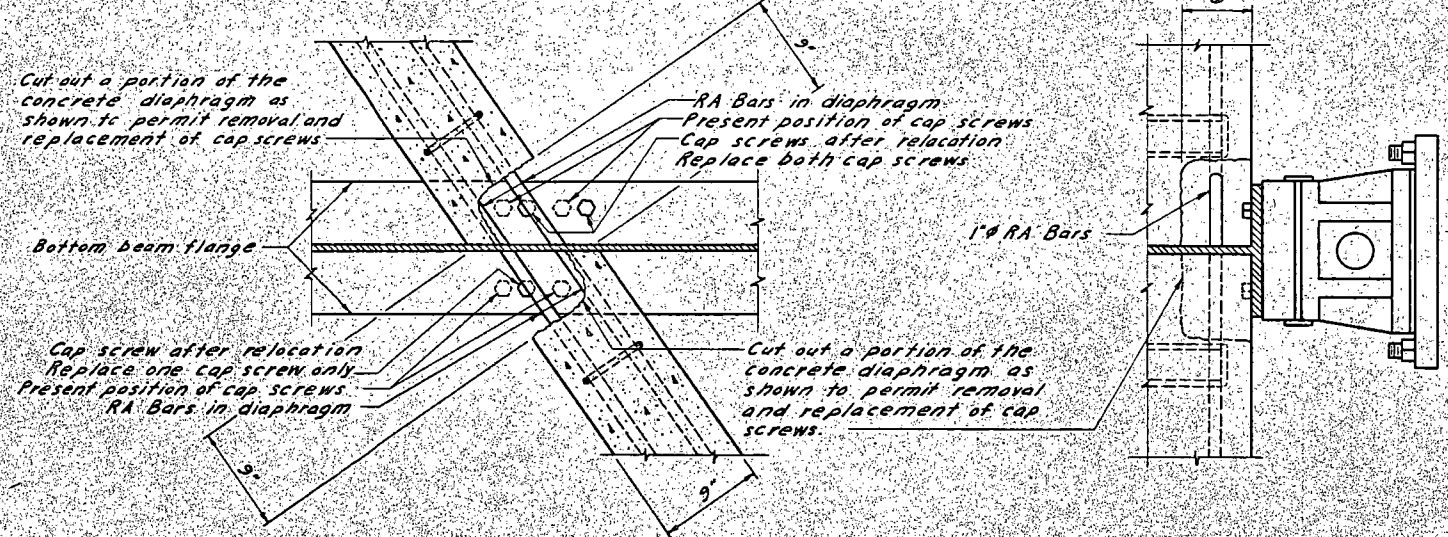 Cut out a portion of the
concrete diaphragm as
shown to permit removal and
replacement of cap screws
9"
RA Bars in diaphragm
Present position of cap screws
Cap screws after relocation
Replace both cap screws
Bottom beam flange
1"φ RA Bars
Cap screw after relocation
Replace one cap screw only
Present position of cap screws
RA Bars in diaphragm
Cut out a portion of the
concrete diaphragm as
shown to permit removal
and replacement of cap
screws.
9"
9"